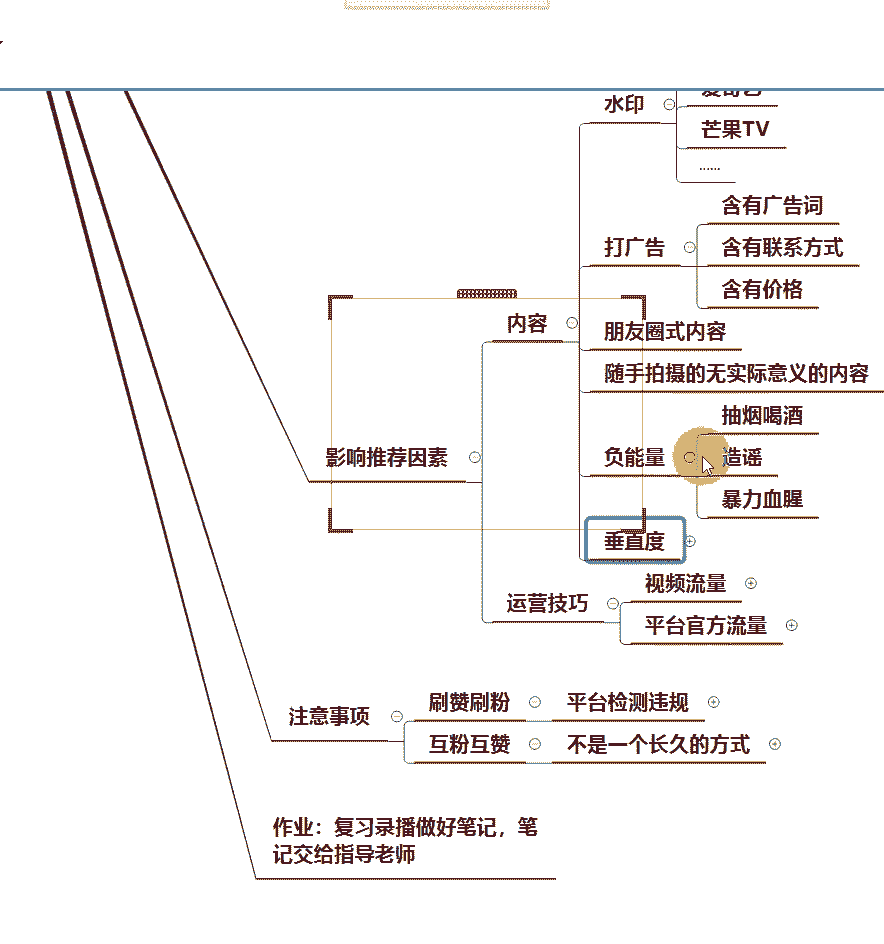 水印
芒果TV
......
打广告
含有广告词
含有联系方式
含有价格
内容
朋友圈式内容
随手拍摄的无实际意义的内容
影响推荐因素
负能量
抽烟喝酒
造谣
暴力血腥
垂直度
运营技巧
视频流量
平台官方流量
注意事项
刷赞刷粉
平台检测违规
互粉互赞
不是一个长久的方式
作业：复习录播做好笔记，笔
记交给指导老师